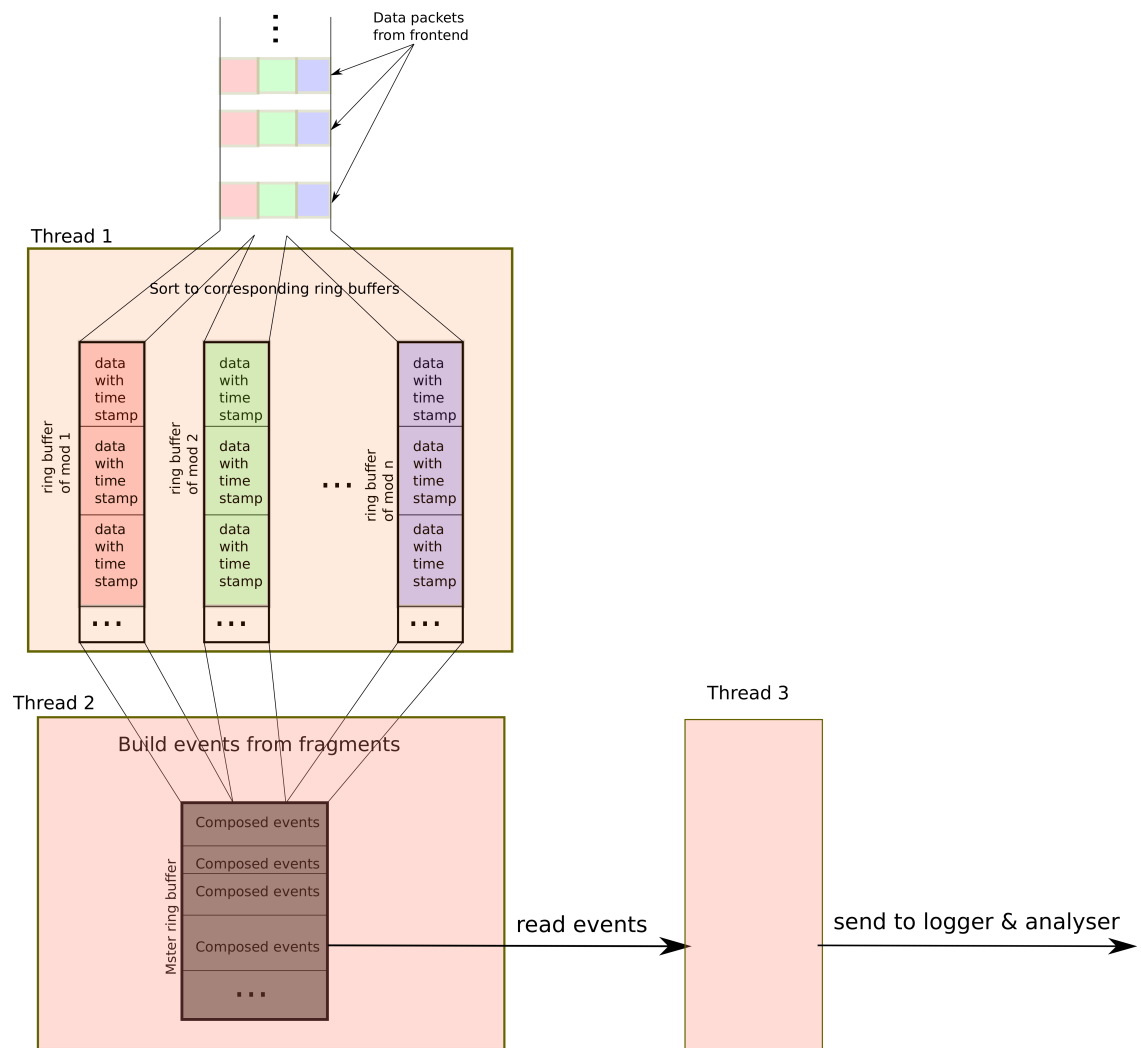 Data packets
from frontend
Thread 1
Sort to corresponding ring buffers
ring buffer
of mod 1
data
with
time
stamp
data
with
time
stamp
data
with
time
stamp
...
ring buffer
of mod 2
data
with
time
stamp
data
with
time
stamp
data
with
time
stamp
...
...
ring buffer
of mod n
data
with
time
stamp
data
with
time
stamp
data
with
time
stamp
...
Thread 2
Build events from fragments
Mster ring buffer
Composed events
Composed events
Composed events
Composed events
...
read events
Thread 3
send to logger & analyser